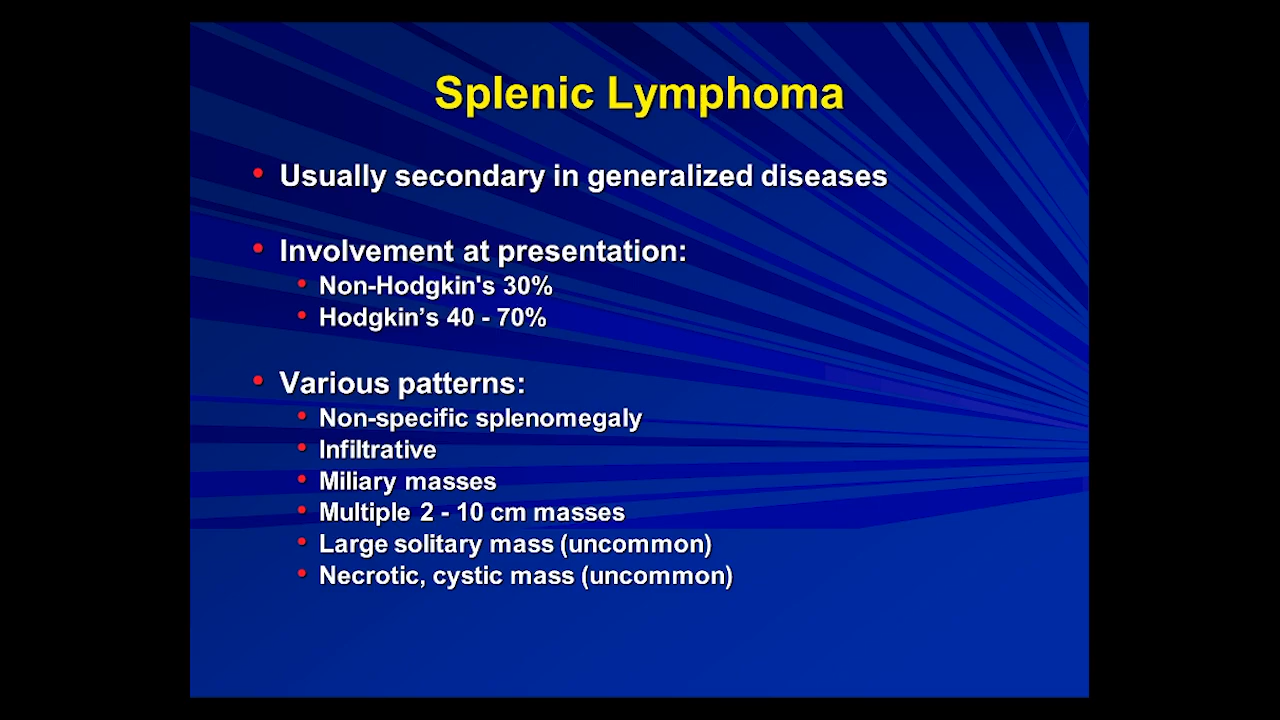 Splenic Lymphoma
• Usually secondary in generalized diseases
• Involvement at presentation:
• Non-Hodgkin's 30%
• Hodgkin’s 40 - 70%
• Various patterns:
• Non-specific splenomegaly
• Infiltrative
• Miliary masses
• Multiple 2 - 10 cm masses
• Large solitary mass (uncommon)
• Necrotic, cystic mass (uncommon)